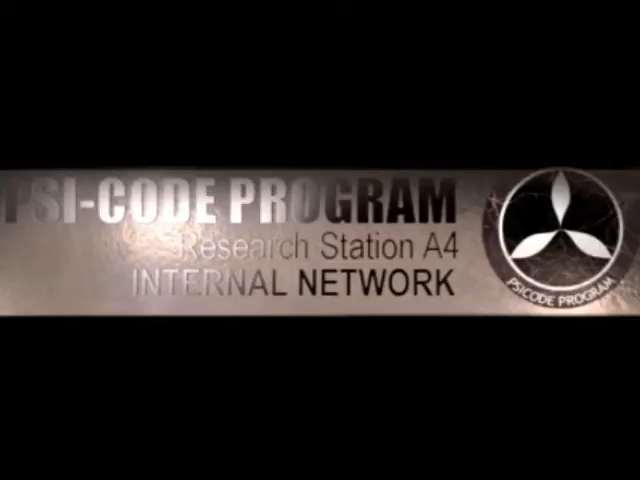 PSI-CODE PROGRAM
Research Station A4
INTERNAL NETWORK
PSICODE PROGRAM